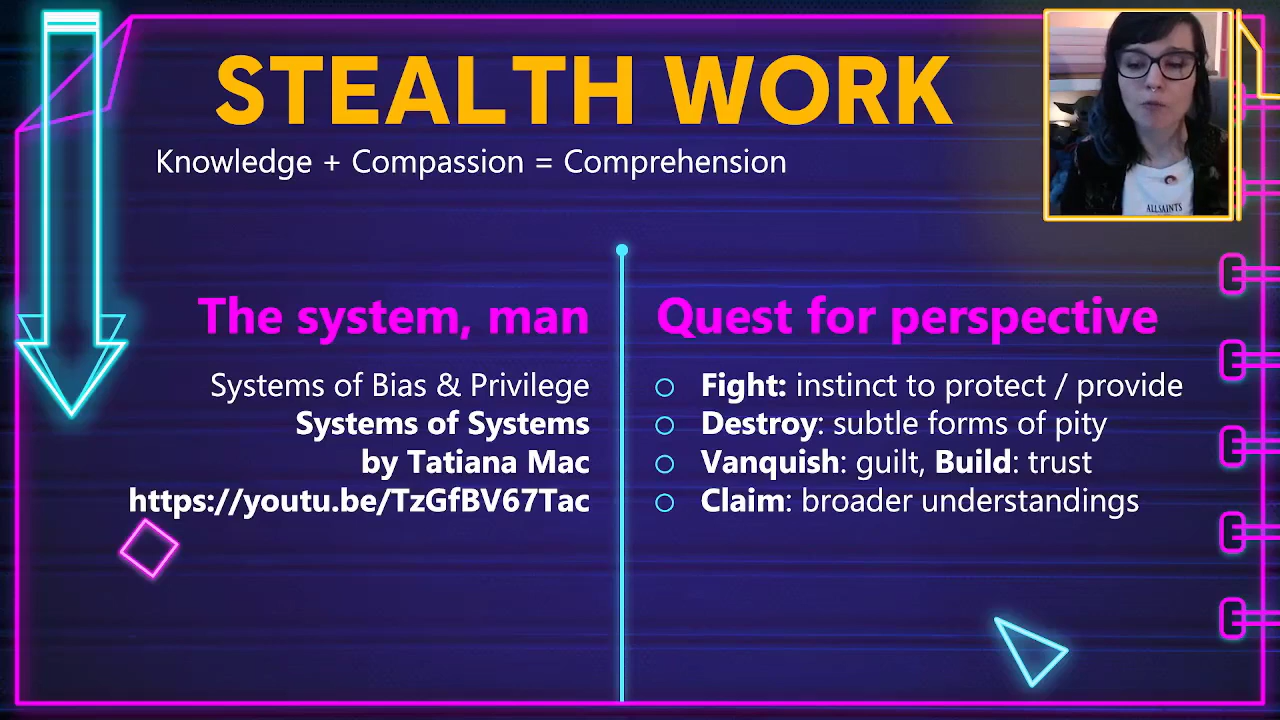 STEALTH WORK
Knowledge + Compassion = Comprehension
The system, man
Systems of Bias & Privilege
Systems of Systems
by Tatiana Mac
https://youtu.be/TzGfBV67Tac
Quest for perspective
Fight: instinct to protect / provide
Destroy: subtle forms of pity
Vanquish: guilt, Build: trust
Claim: broader understandings
ALLSAINTS